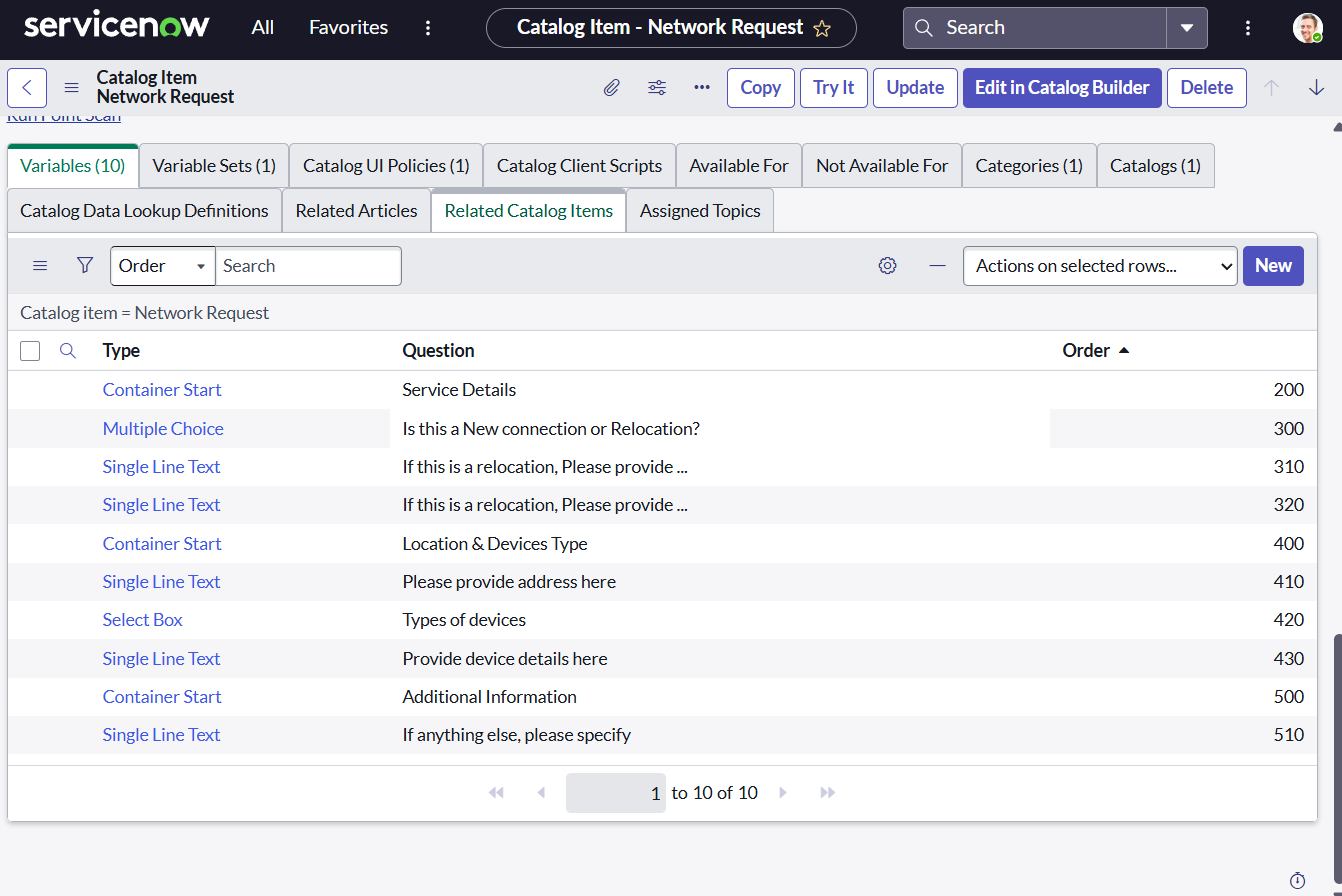 servicenow All Favorites Catalog Item - Network Request Search
Catalog Item
Network Request
Copy Try It Update Edit in Catalog Builder Delete
Run Point Scan
Variables (10) Variable Sets (1) Catalog UI Policies (1) Catalog Client Scripts Available For Not Available For Categories (1) Catalogs (1)
Catalog Data Lookup Definitions Related Articles Related Catalog Items Assigned Topics
Order Search Actions on selected rows... New
Catalog item = Network Request
Type Question Order
Container Start Service Details 200
Multiple Choice Is this a New connection or Relocation? 300
Single Line Text If this is a relocation, Please provide ... 310
Single Line Text If this is a relocation, Please provide ... 320
Container Start Location & Devices Type 400
Single Line Text Please provide address here 410
Select Box Types of devices 420
Single Line Text Provide device details here 430
Container Start Additional Information 500
Single Line Text If anything else, please specify 510
1 to 10 of 10